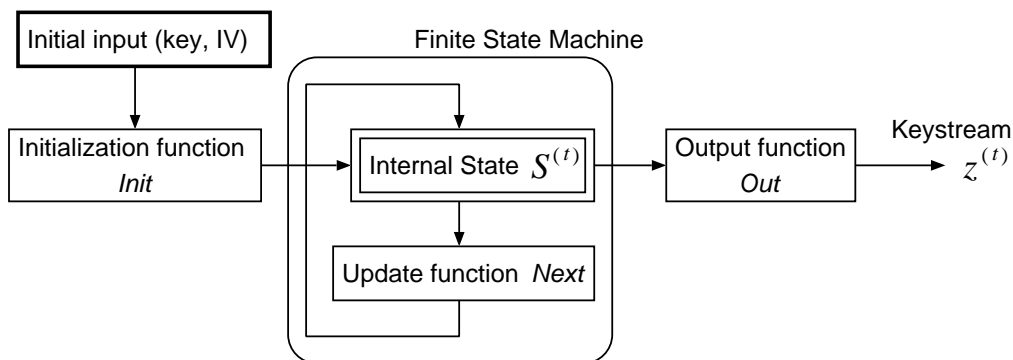 Initial input (key, IV)
Finite State Machine
Initialization function
Init
Internal State S^(t)
Output function
Out
Keystream
z^(t)
Update function Next